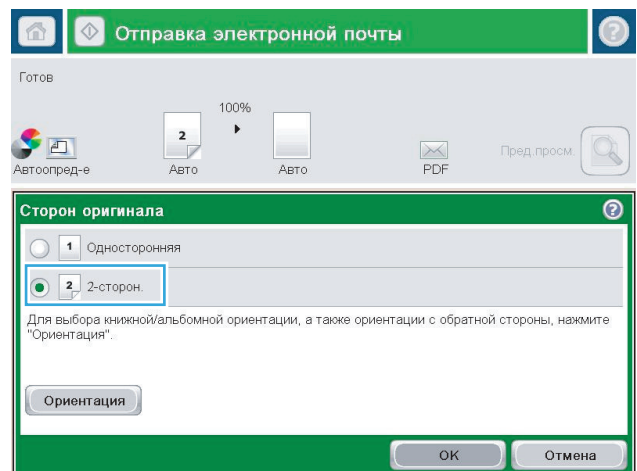 Отправка электронной почты
?
Готов
100%
2
Автоопред-е
Авто
Авто
PDF
Пред.просм.
Сторон оригинала
?
1 Односторонняя
2 2-сторон.
Для выбора книжной/альбомной ориентации, а также ориентации с обратной стороны, нажмите
"Ориентация".
Ориентация
OK
Отмена